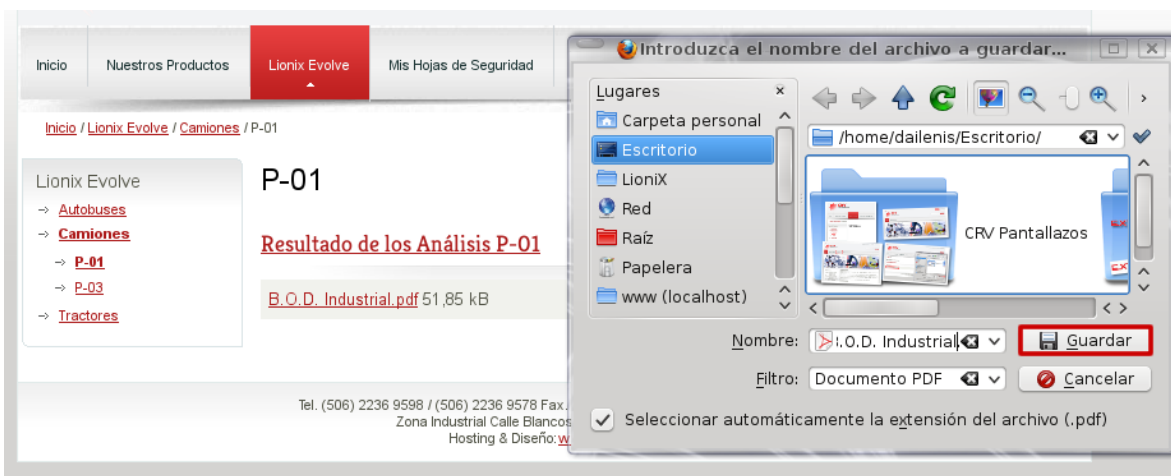 Inicio Nuestros Productos Lionix Evolve Mis Hojas de Seguridad
Inicio / Lionix Evolve / Camiones / P-01
Lionix Evolve
Autobuses
Camiones
P-01
P-03
Tractores
P-01
Resultado de los Análisis P-01
B.O.D. Industrial.pdf 51,85 kB
Tel. (506) 2236 9598 / (506) 2236 9578 Fax.
Zona Industrial Calle Blancos
Hosting & Diseño:
Introduzca el nombre del archivo a guardar...
Lugares
Carpeta personal
Escritorio
LioniX
Red
Raíz
Papelera
www (localhost)
/home/dailenis/Escritorio/
CRV Pantallazos
Nombre: .O.D. Industrial. Guardar
Filtro: Documento PDF Cancelar
Seleccionar automáticamente la extensión del archivo (.pdf)